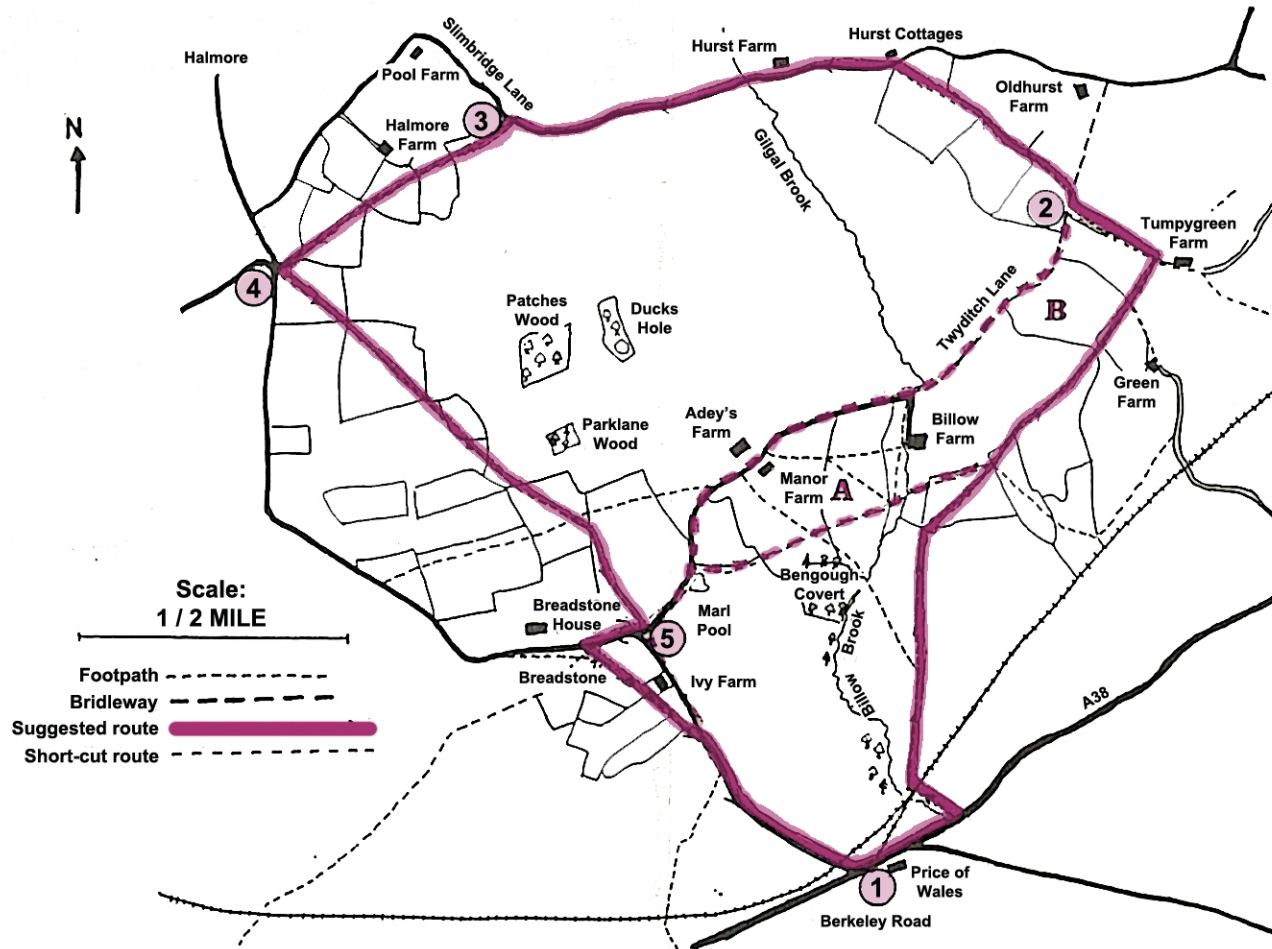 Halmore
Pool Farm
Slimbridge Lane
Hurst Farm
Hurst Cottages
Oldhurst
Farm
N
3
Halmore
Farm
Gilgal Brook
2
Tumpygreen
Farm
4
Patches
Wood
Ducks
Hole
Twyditch Lane
B
Green
Farm
Parklane
Wood
Adey's
Farm
Billow
Farm
Manor
Farm
A
Bengough
Covert
Scale:
1 / 2 MILE
Breadstone
House
Marl
Pool
5
Billow
Brook
Breadstone
Ivy Farm
A38
Footpath
Bridleway
Suggested route
Short-cut route
1
Price of
Wales
Berkeley Road